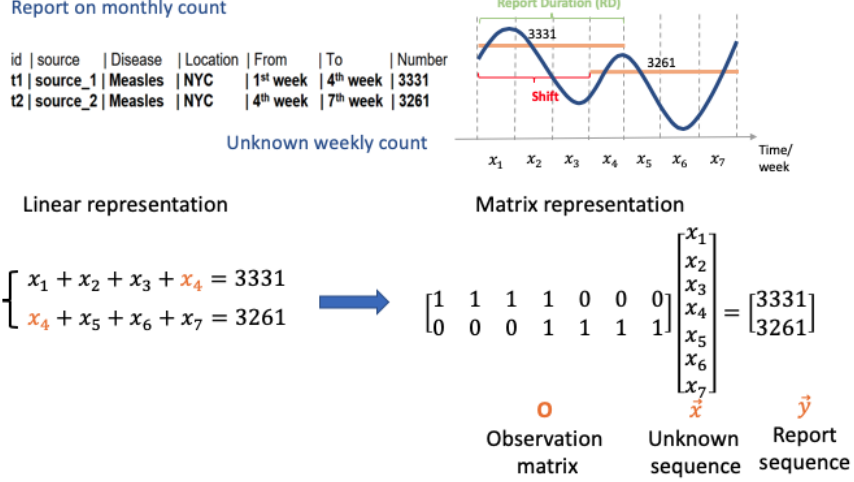 Report on monthly count
id | source | Disease | Location | From | To | Number
t1 | source_1 | Measles | NYC | 1st week | 4th week | 3331
t2 | source_2 | Measles | NYC | 4th week | 7th week | 3261
Unknown weekly count
Report Duration (RD)
3331
3261
Shift
x₁ x₂ x₃ x₄ x₅ x₆ x₇
Time/
week
Linear representation
x₁ + x₂ + x₃ + x₄ = 3331
x₄ + x₅ + x₆ + x₇ = 3261
Matrix representation
[1 1 1 1 0 0 0]
[0 0 0 1 1 1 1]
x₁
x₂
x₃
x₄
x₅
x₆
x₇
=
[3331]
[3261]
O
Observation
matrix
x⃗
Unknown
sequence
y⃗
Report
sequence